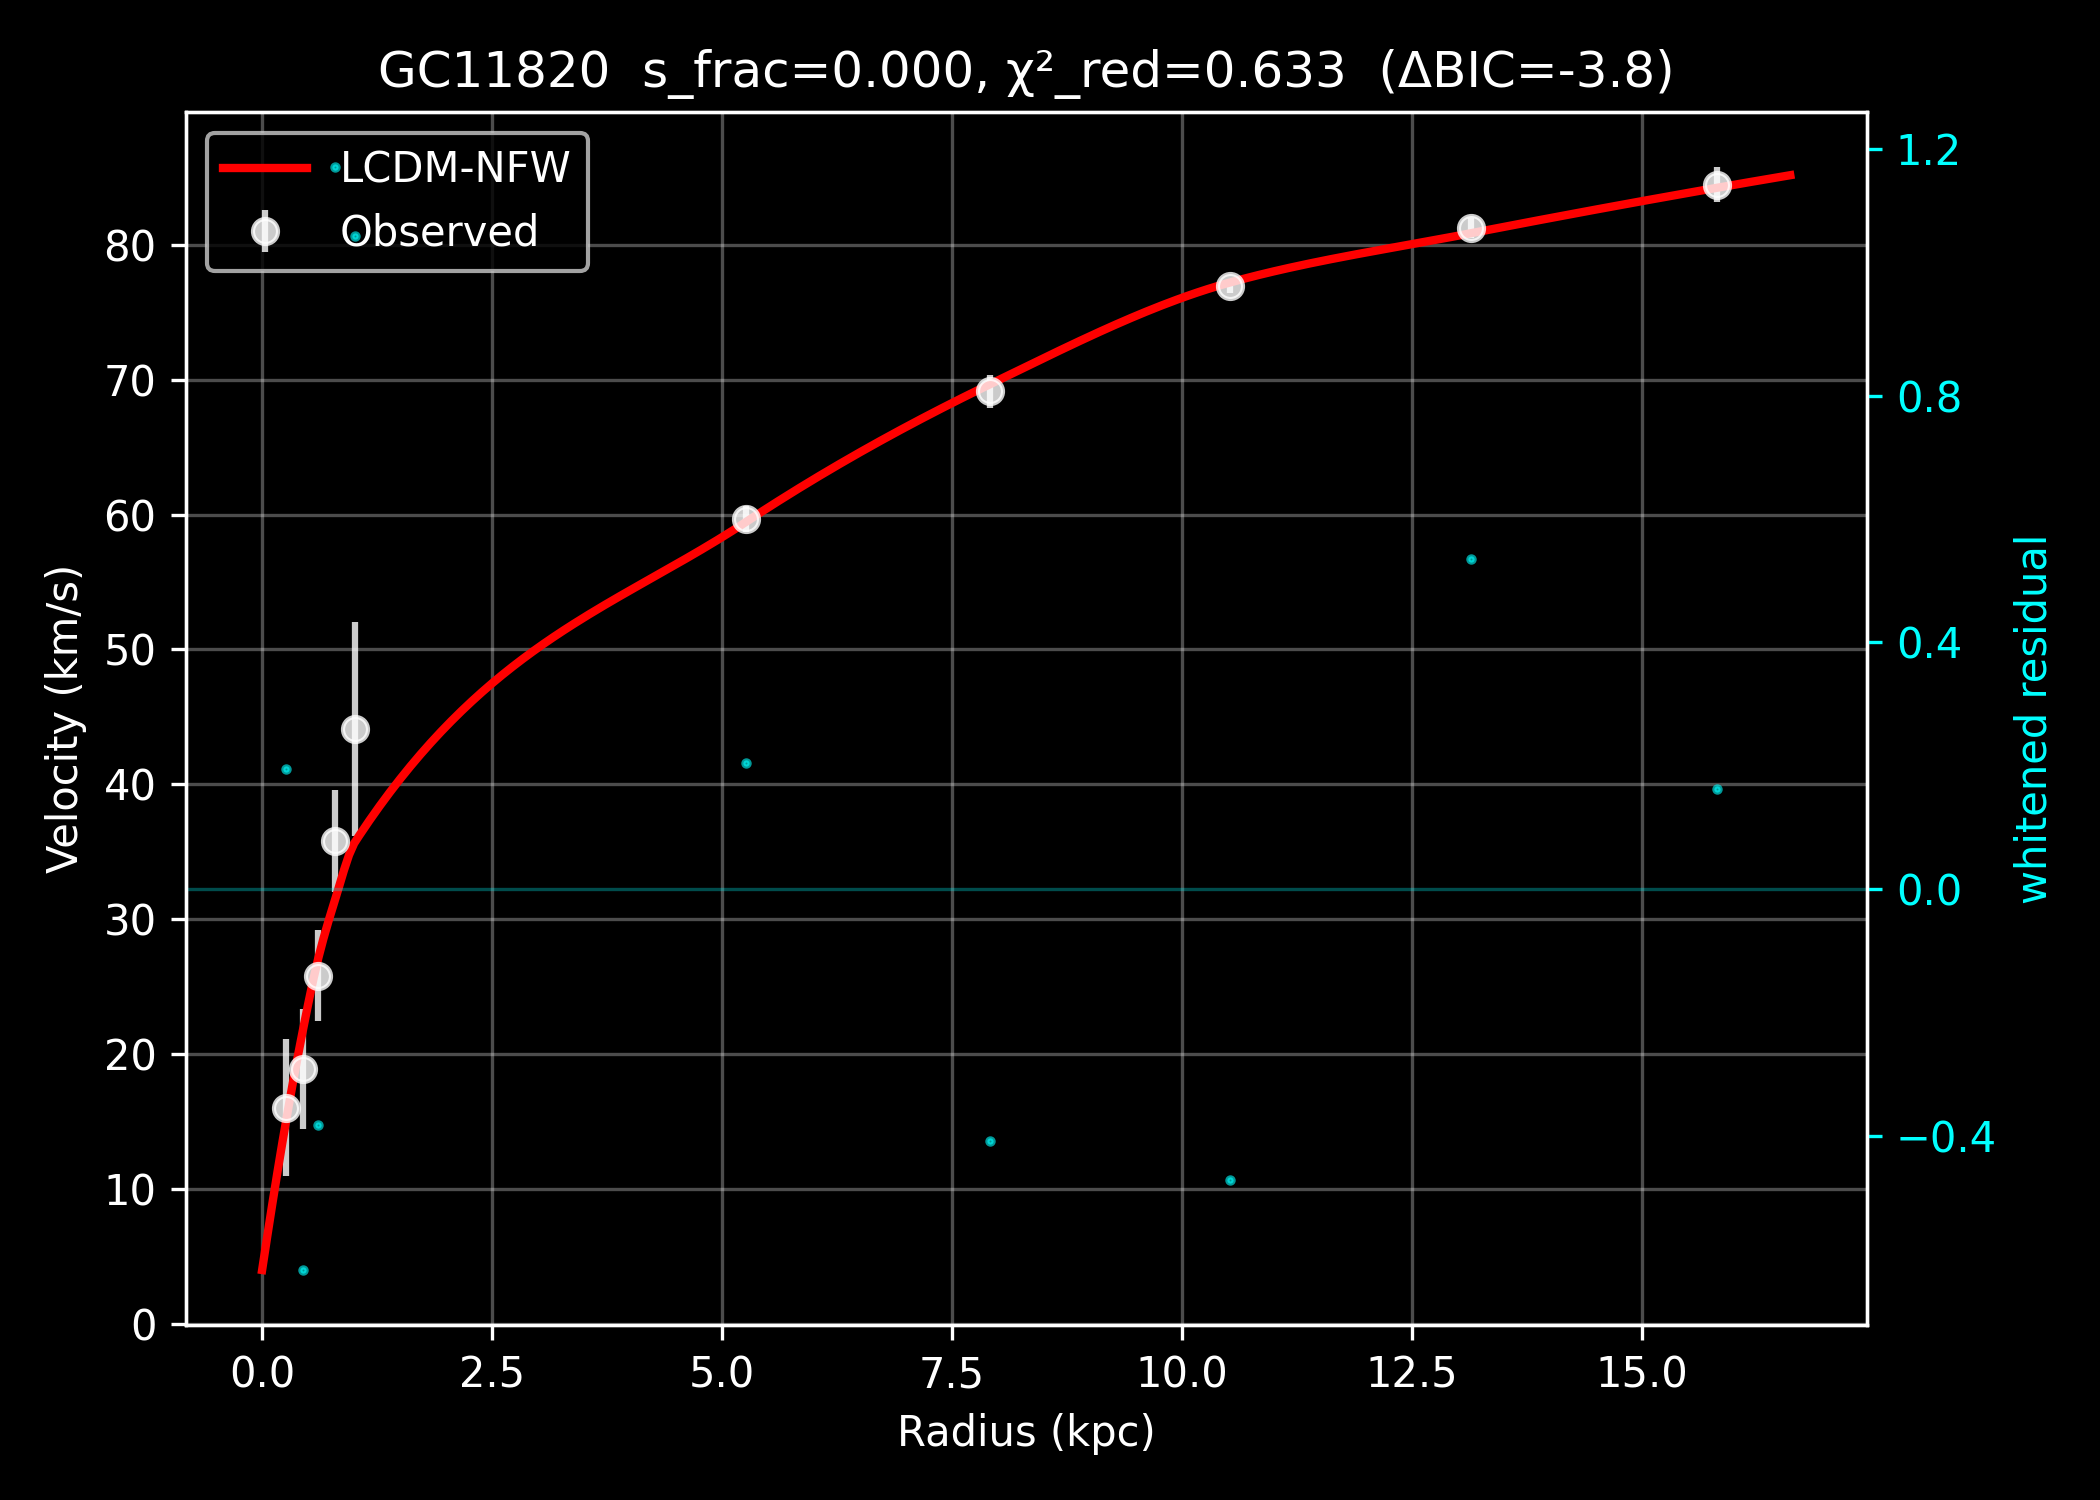 GC11820  s_frac=0.000, χ²_red=0.633  (ΔBIC=-3.8)
LCDM-NFW
Observed
Velocity (km/s)
80
70
60
50
40
30
20
10
0
1.2
0.8
0.4
0.0
−0.4
whitened residual
0.0 2.5 5.0 7.5 10.0 12.5 15.0
Radius (kpc)